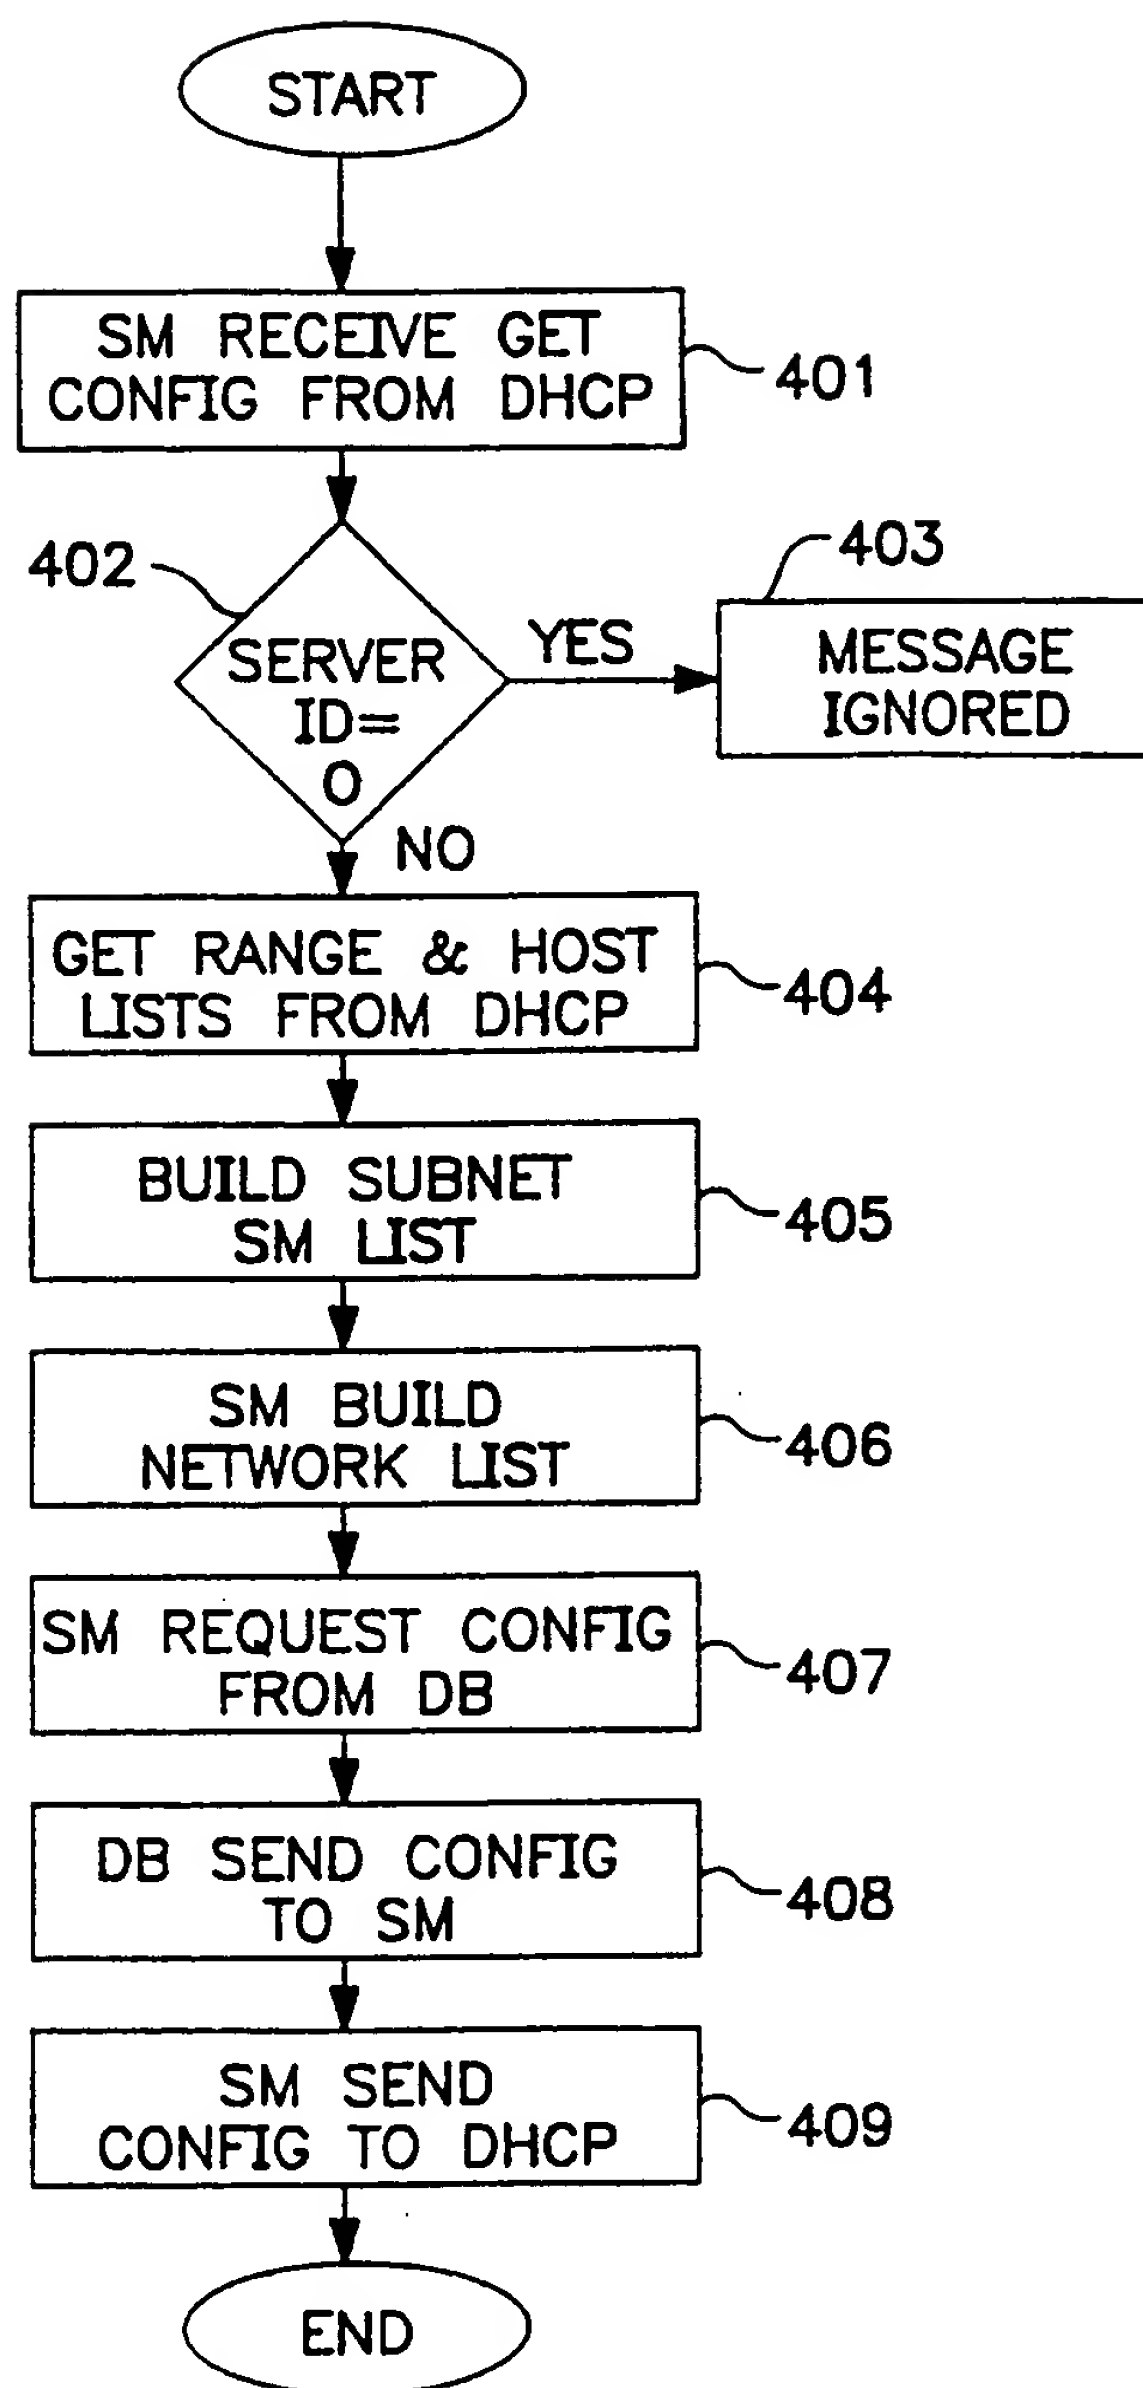 START
SM RECEIVE GET
CONFIG FROM DHCP
401
402
SERVER
ID=
0
YES
403
MESSAGE
IGNORED
NO
GET RANGE & HOST
LISTS FROM DHCP
404
BUILD SUBNET
SM LIST
405
SM BUILD
NETWORK LIST
406
SM REQUEST CONFIG
FROM DB
407
DB SEND CONFIG
TO SM
408
SM SEND
CONFIG TO DHCP
409
END